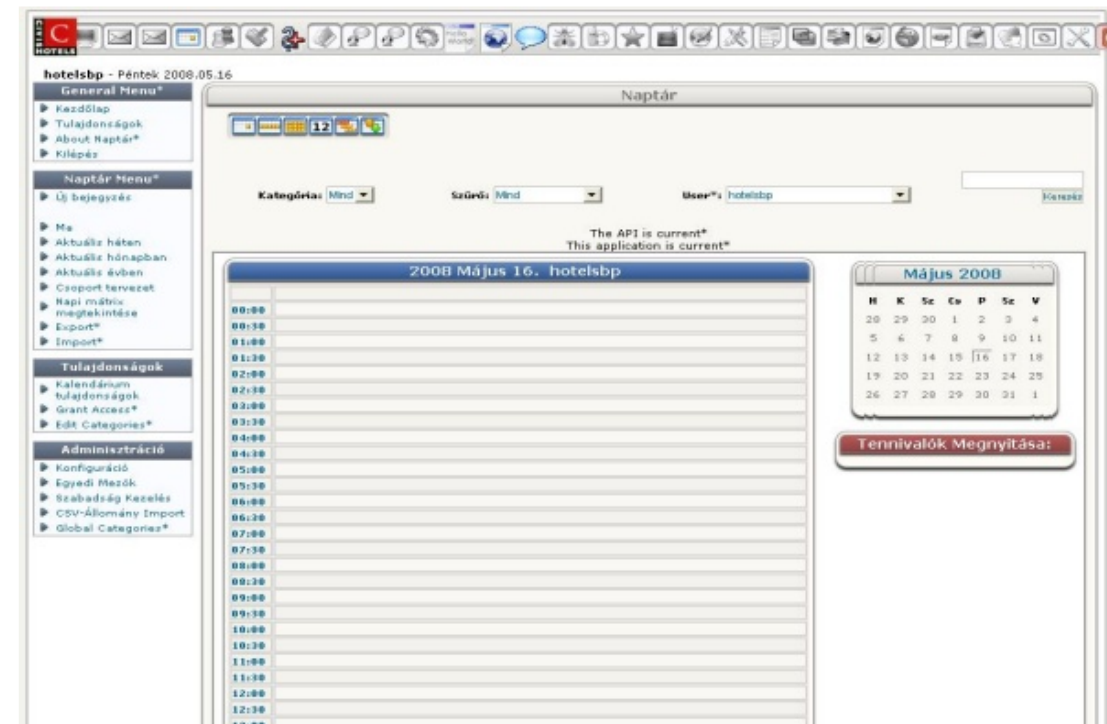 C
HOTELS
Hello World!
hotelsbp - Péntek 2008.05.16
General Menu*
Kezdőlap
Tulajdonságok
About Naptár*
Kilépés
Naptár Menu*
Új bejegyzés
Ma
Aktuális héten
Aktuális hónapban
Aktuális évben
Csoport tervezet
Napi mátrix
megtekintése
Export*
Import*
Tulajdonságok
Kalendárium
tulajdonságok
Grant Access*
Edit Categories*
Adminisztráció
Konfiguráció
Egyedi Mezők
Szabadság Kezelés
CSV-Állomány Import
Global Categories*
Naptár
12
Kategória: Mind Szűrő: Mind User*: hotelsbp
Keresés
The API is current*
This application is current*
2008 Május 16. hotelsbp
00:00
00:30
01:00
01:30
02:00
02:30
03:00
03:30
04:00
04:30
05:00
05:30
06:00
06:30
07:00
07:30
08:00
08:30
09:00
09:30
10:00
10:30
11:00
11:30
12:00
12:30
Május 2008
H K Sz Cs P Sz V
28 29 30 1 2 3 4
5 6 7 8 9 10 11
12 13 14 15 16 17 18
19 20 21 22 23 24 25
26 27 28 29 30 31 1
Tennivalók Megnyitása: